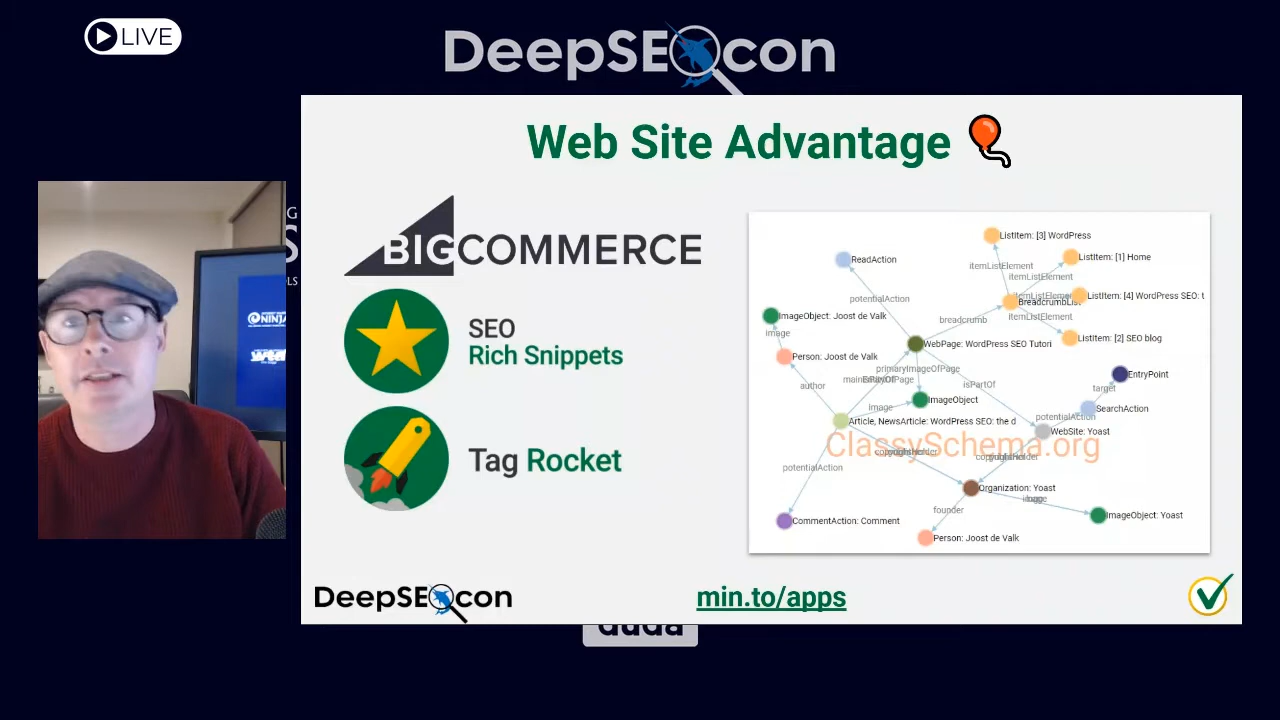 LIVE
DeepSEOcon
Web Site Advantage
BIGCOMMERCE
SEO
Rich Snippets
Tag Rocket
ListItem: [3] WordPress
ReadAction
ListItem: [1] Home
itemListElement
itemListElement
potentialAction
itemListElement
BreadcrumbList
ListItem: [4] WordPress SEO: t
ImageObject: Joost de Valk
itemListElement
image
breadcrumb
ListItem: [2] SEO blog
WebPage: WordPress SEO Tutori
Person: Joost de Valk
primaryImageOfPage
EntryPoint
author
isPartOf
target
image
ImageObject
SearchAction
potentialAction
Article, NewsArticle: WordPress SEO: the d
WebSite: Yoast
ClassySchema.org
potentialAction
Organization: Yoast
image
founder
ImageObject: Yoast
CommentAction: Comment
Person: Joost de Valk
DeepSEOcon
min.to/apps
duda
NINJA
G
S
LS